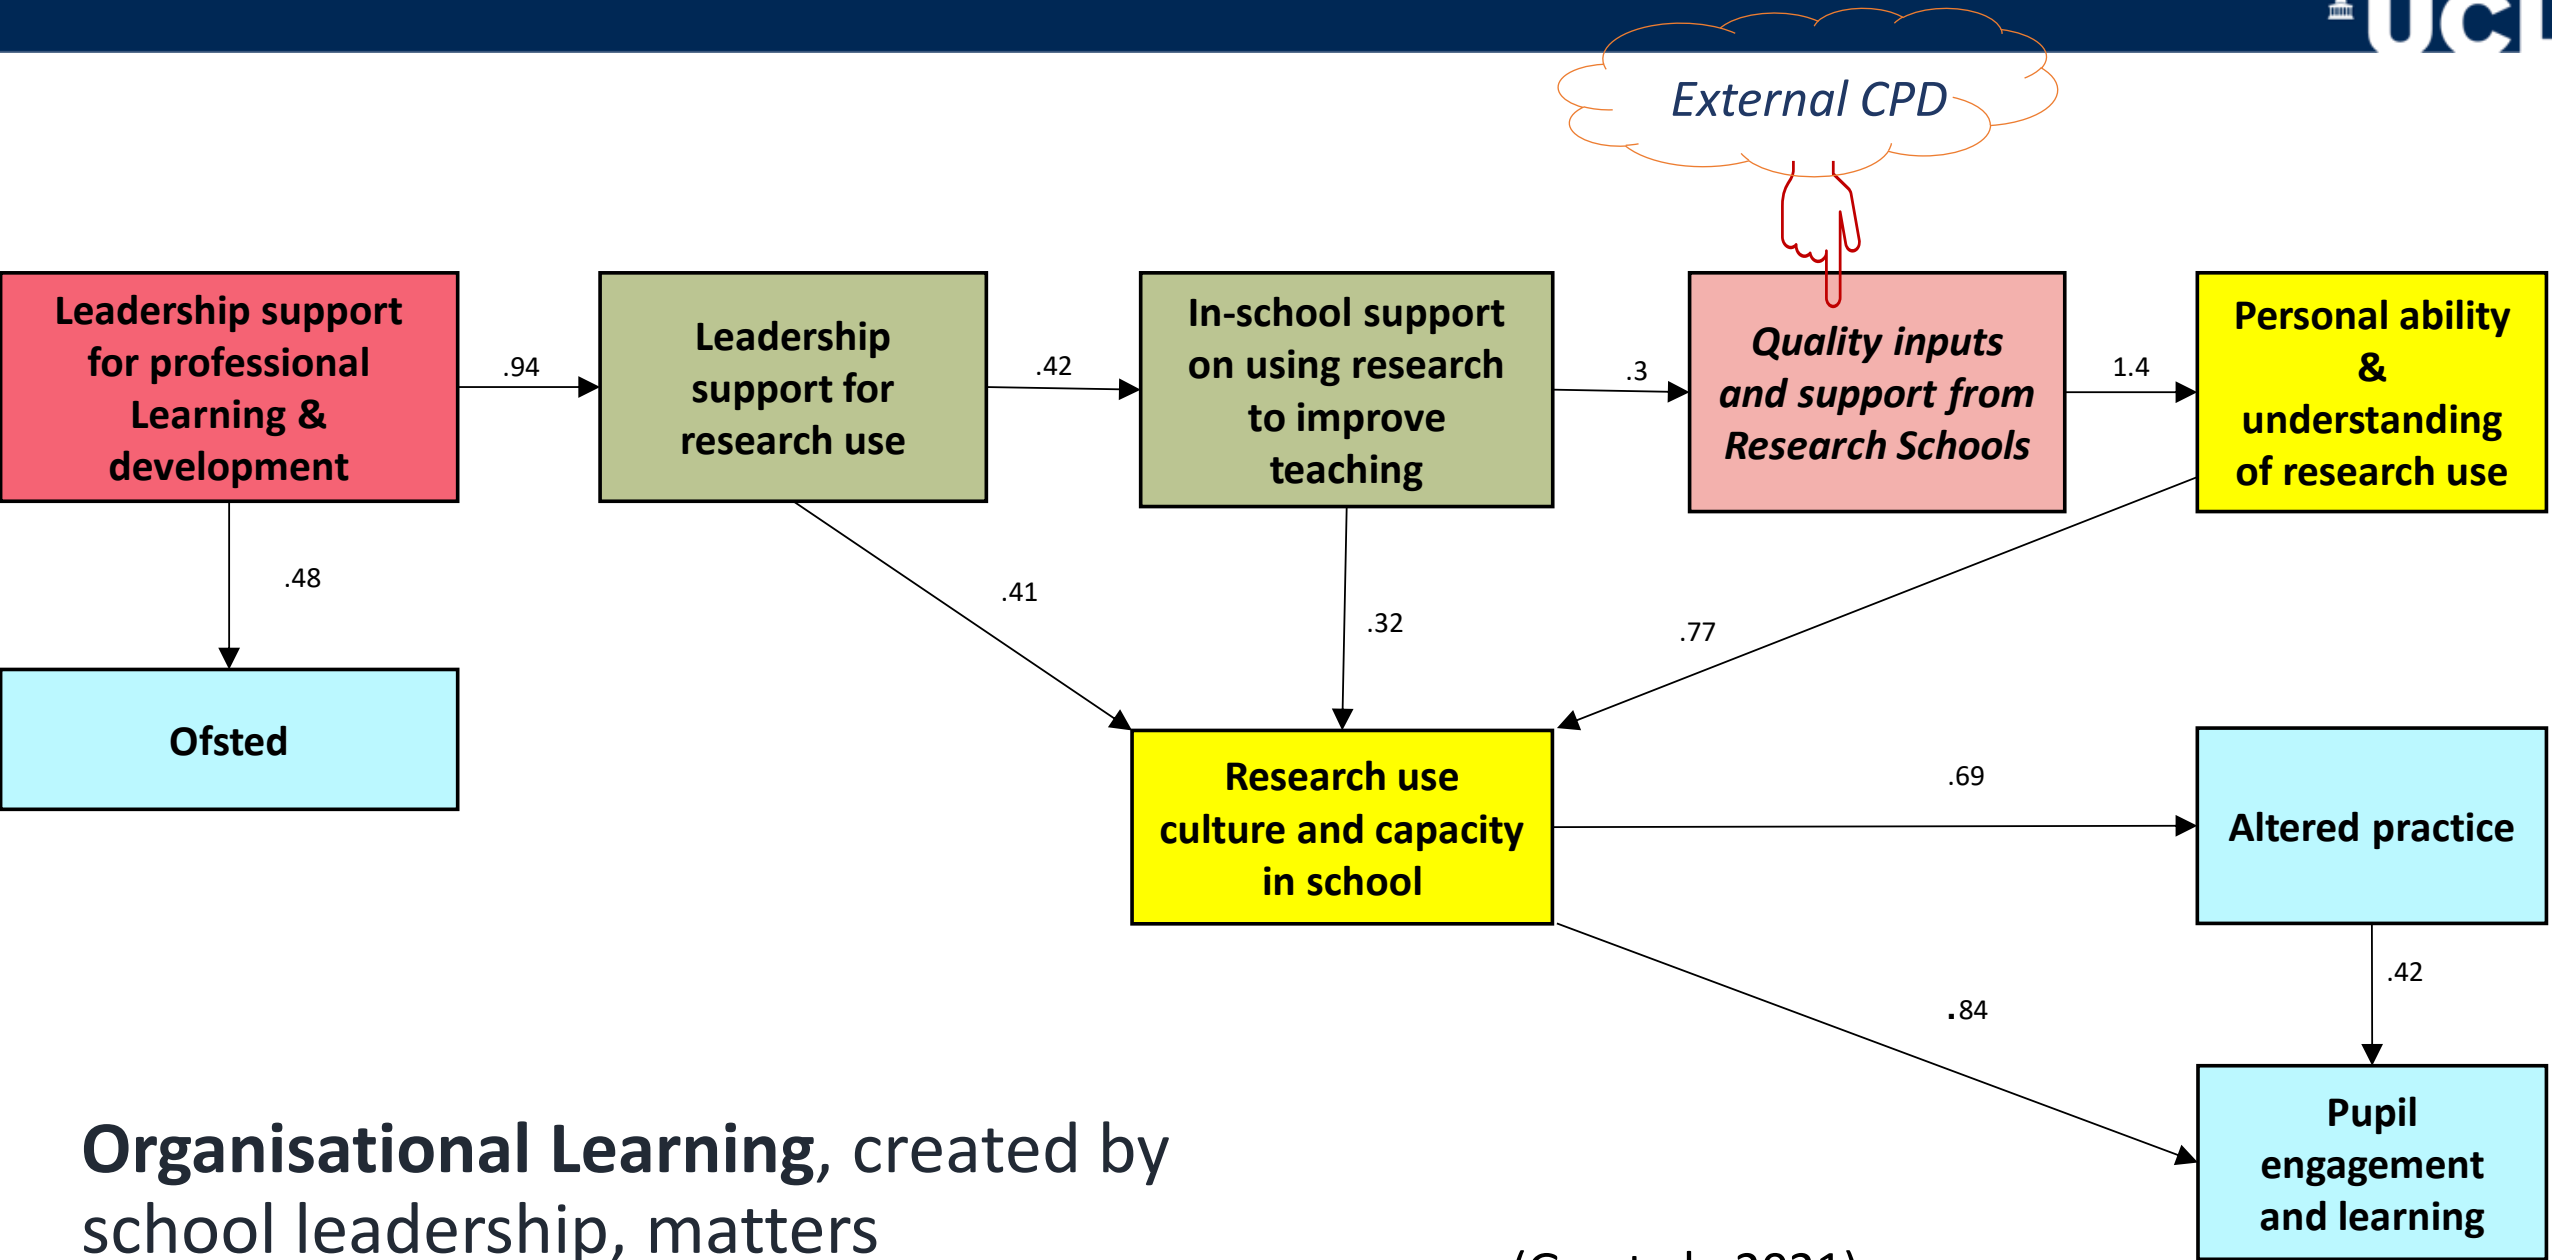 UCL
External CPD
Leadership support
for professional
Learning &
development
.94
Leadership
support for
research use
.42
In-school support
on using research
to improve
teaching
.3
Quality inputs
and support from
Research Schools
1.4
Personal ability
&
understanding
of research use
.48
.41
.32
.77
Ofsted
Research use
culture and capacity
in school
.69
Altered practice
.42
.84
Pupil
engagement
and learning
Organisational Learning, created by
school leadership, matters
2021)